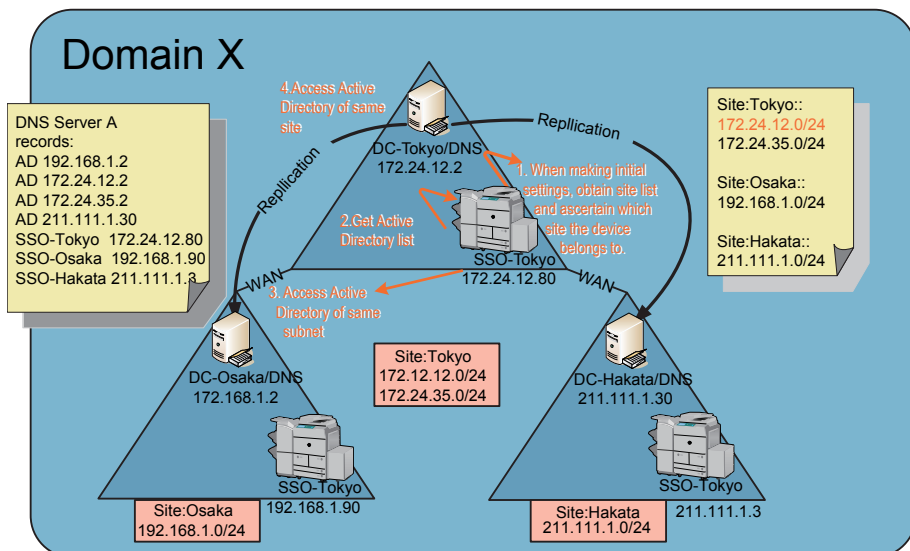 Domain X
DNS Server A
records:
AD 192.168.1.2
AD 172.24.12.2
AD 172.24.35.2
AD 211.111.1.30
SSO-Tokyo 172.24.12.80
SSO-Osaka 192.168.1.90
SSO-Hakata 211.111.1.3
4.Access Active
Directory of same
site
Repllication
DC-Tokyo/DNS
172.24.12.2
Repllication
1. When making initial
settings, obtain site list
and ascertain which
site the device
belongs to.
2.Get Active
Directory list
SSO-Tokyo
172.24.12.80
3. Access Active
Directory of same
subnet
Site:Tokyo::
172.24.12.0/24
172.24.35.0/24
Site:Osaka::
192.168.1.0/24
Site:Hakata::
211.111.1.0/24
WAN
WAN
DC-Osaka/DNS
172.168.1.2
Site:Tokyo
172.12.12.0/24
172.24.35.0/24
DC-Hakata/DNS
211.111.1.30
SSO-Tokyo
192.168.1.90
Site:Osaka
192.168.1.0/24
SSO-Tokyo
211.111.1.3
Site:Hakata
211.111.1.0/24